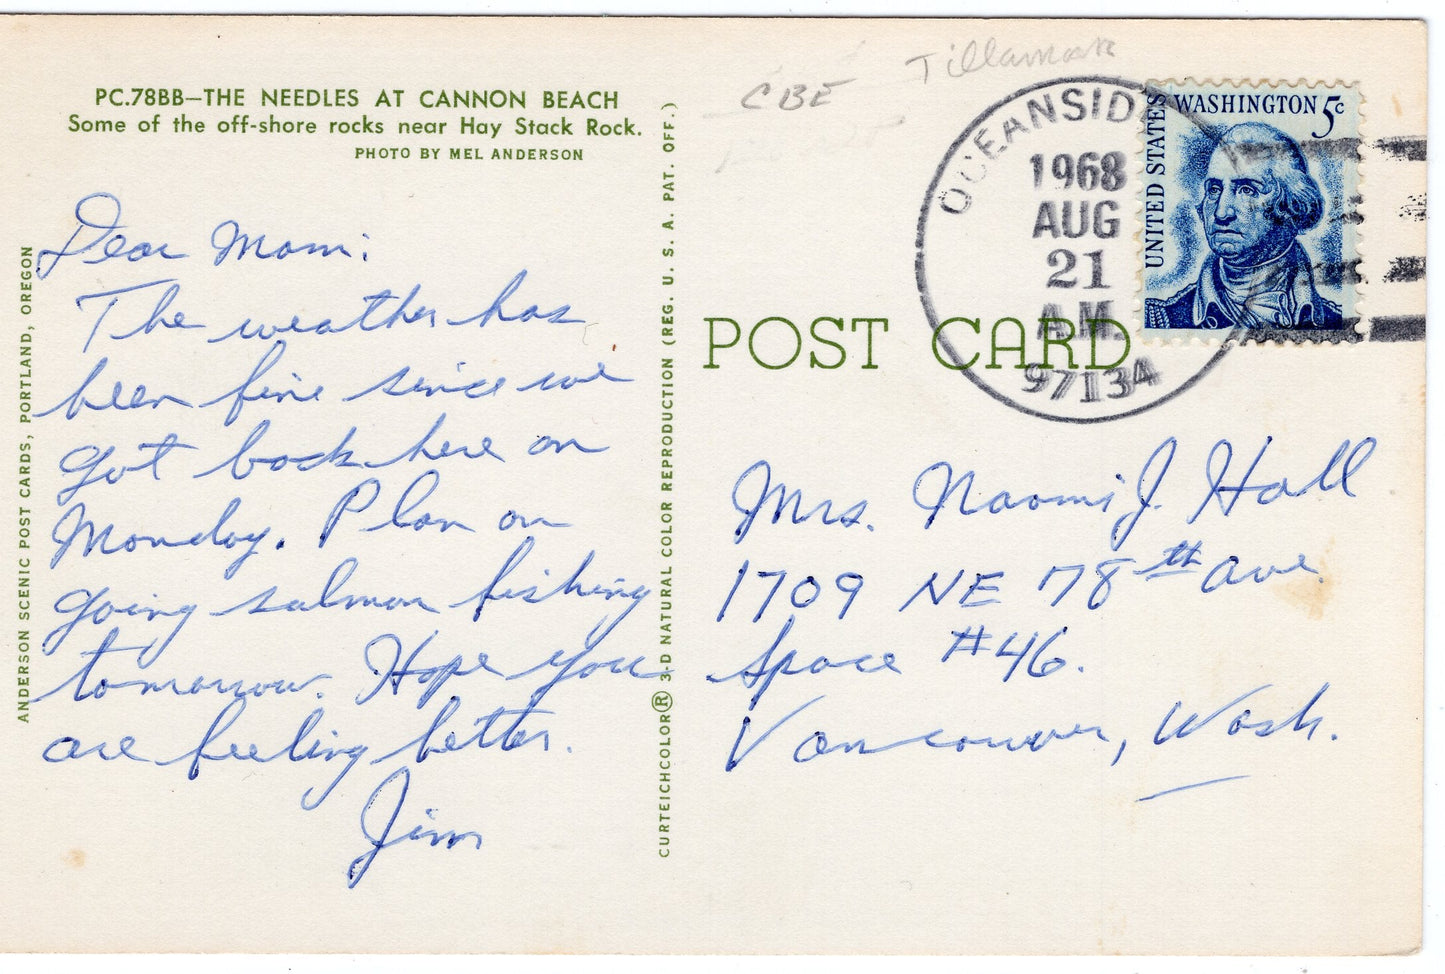 PC.78BB—THE NEEDLES AT CANNON BEACH
Some of the off-shore rocks near Hay Stack Rock.
PHOTO BY MEL ANDERSON
ANDERSON SCENIC POST CARDS, PORTLAND, OREGON
Dear Mom:
The weather has
been fine since we
got back here on
Monday. Plan on
going salmon fishing
tomorrow. Hope you
are feeling better.
Jim
CURTEICHCOLOR® 3-D NATURAL COLOR REPRODUCTION (REG. U. S. A. PAT. OFF.)
CBE
Tillamook
OCEANSIDE
1968
AUG
21
A.M.
97134
UNITED STATES
WASHINGTON 5c
POST CARD
Mrs. Naomi J. Hall
1709 NE 78th Ave.
Space #46.
Vancouver, Wash.